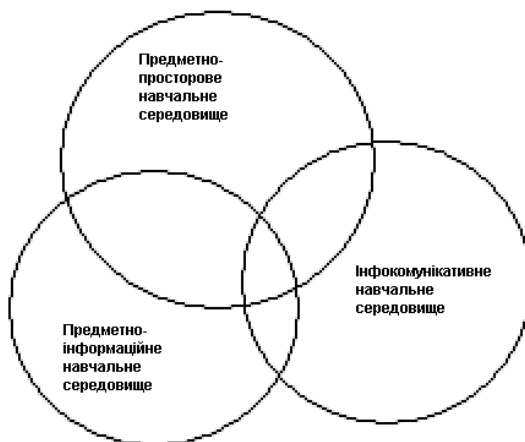 Предметно-
просторове
навчальне
середовище
Інфокомунікативне
навчальне
середовище
Предметно-
інформаційне
навчальне
середовище